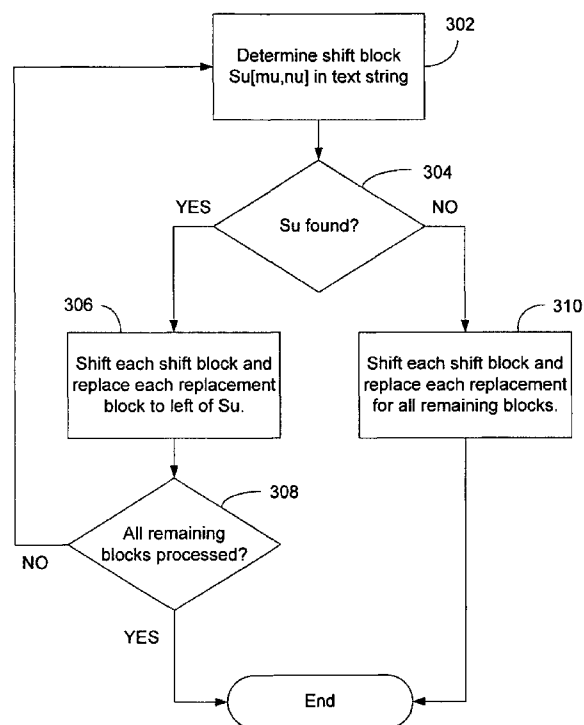 302
Determine shift block
Su[mu,nu] in text string
304
YES
Su found?
NO
306
310
Shift each shift block and
replace each replacement
block to left of Su.
Shift each shift block and
replace each replacement
for all remaining blocks.
308
All remaining
blocks processed?
NO
YES
End